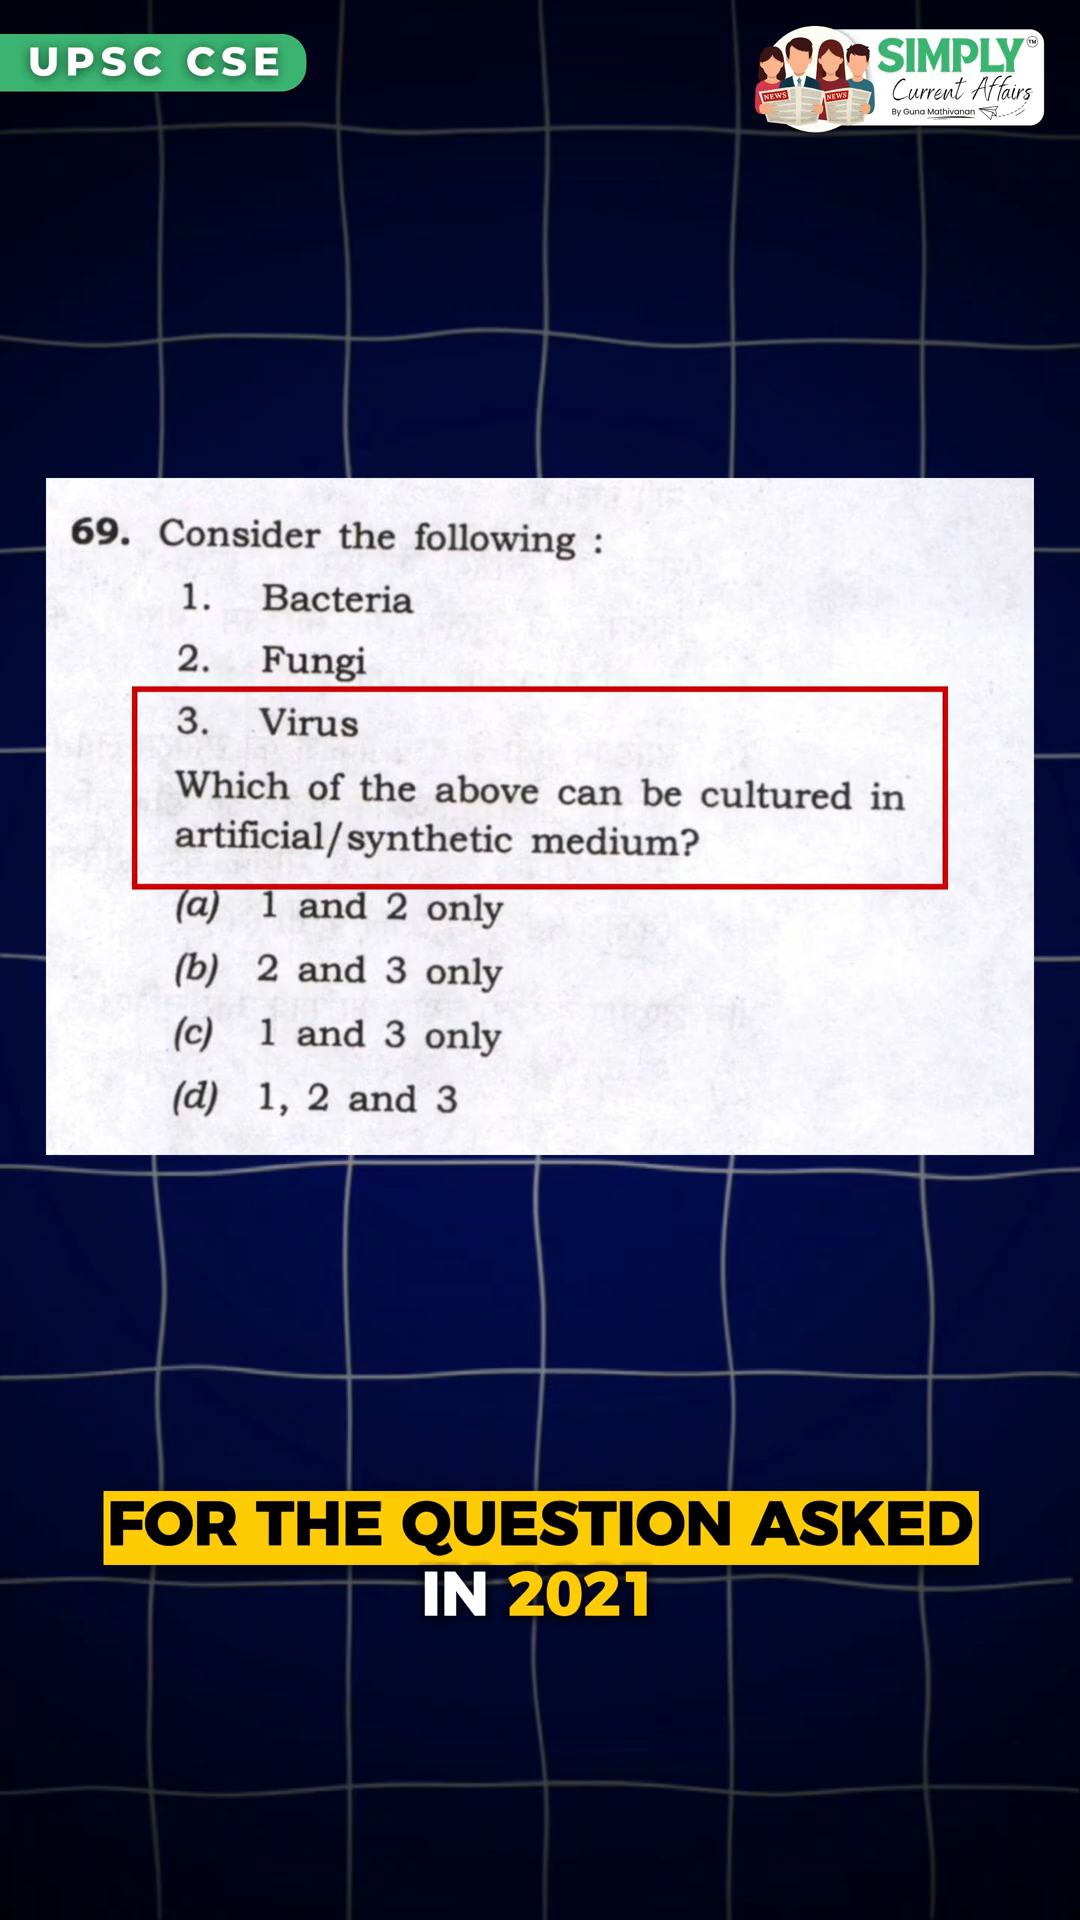 UPSC CSE
SIMPLY™
Current Affairs
By Guna Mathivanan
NEWS NEWS
69. Consider the following :
1. Bacteria
2. Fungi
3. Virus
Which of the above can be cultured in
artificial/synthetic medium?
(a) 1 and 2 only
(b) 2 and 3 only
(c) 1 and 3 only
(d) 1, 2 and 3
FOR THE QUESTION ASKED
IN 2021